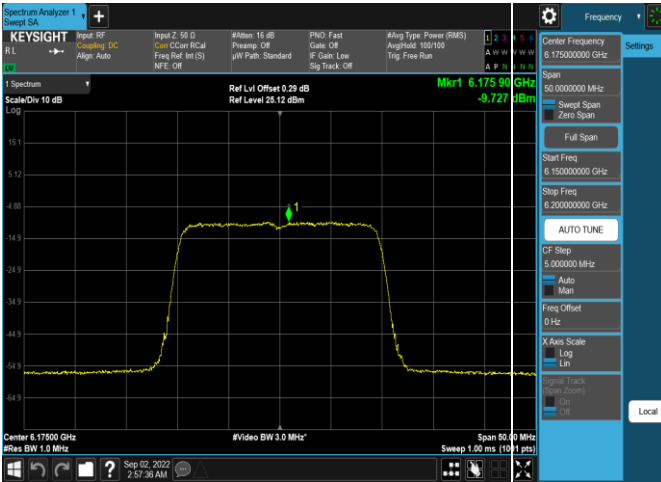 Spectrum Analyzer 1
Swept SA
+
Frequency
KEYSIGHT
RL
Input: RF
Coupling: DC
Align: Auto
Input Z: 50 Ω
Corr CCorr RCal
Freq Ref: Int (S)
NFE: Off
#Atten: 16 dB
Preamp: Off
µW Path: Standard
PNO: Fast
Gate: Off
IF Gain: Low
Sig Track: Off
#Avg Type: Power (RMS)
Avg|Hold: 100/100
Trig: Free Run
1 2 3 4 5 6
A W W W W W
A P N N N N
1 Spectrum
Scale/Div 10 dB
Log
Ref Lvl Offset 0.29 dB
Ref Level 25.12 dBm
Mkr1 6.175 90 GHz
-9.727 dBm
15.1
5.12
-4.88
-14.9
-24.9
-34.9
-44.9
-54.9
-64.9
1
Center 6.17500 GHz
#Res BW 1.0 MHz
#Video BW 3.0 MHz*
Span 50.00 MHz
Sweep 1.00 ms (1001 pts)
Sep 02, 2022
2:57:36 AM
Center Frequency
6.175000000 GHz
Settings
Span
50.0000000 MHz
Swept Span
Zero Span
Full Span
Start Freq
6.150000000 GHz
Stop Freq
6.200000000 GHz
AUTO TUNE
CF Step
5.000000 MHz
Auto
Man
Freq Offset
0 Hz
X Axis Scale
Log
Lin
Signal Track
(Span Zoom)
On
Off
Local